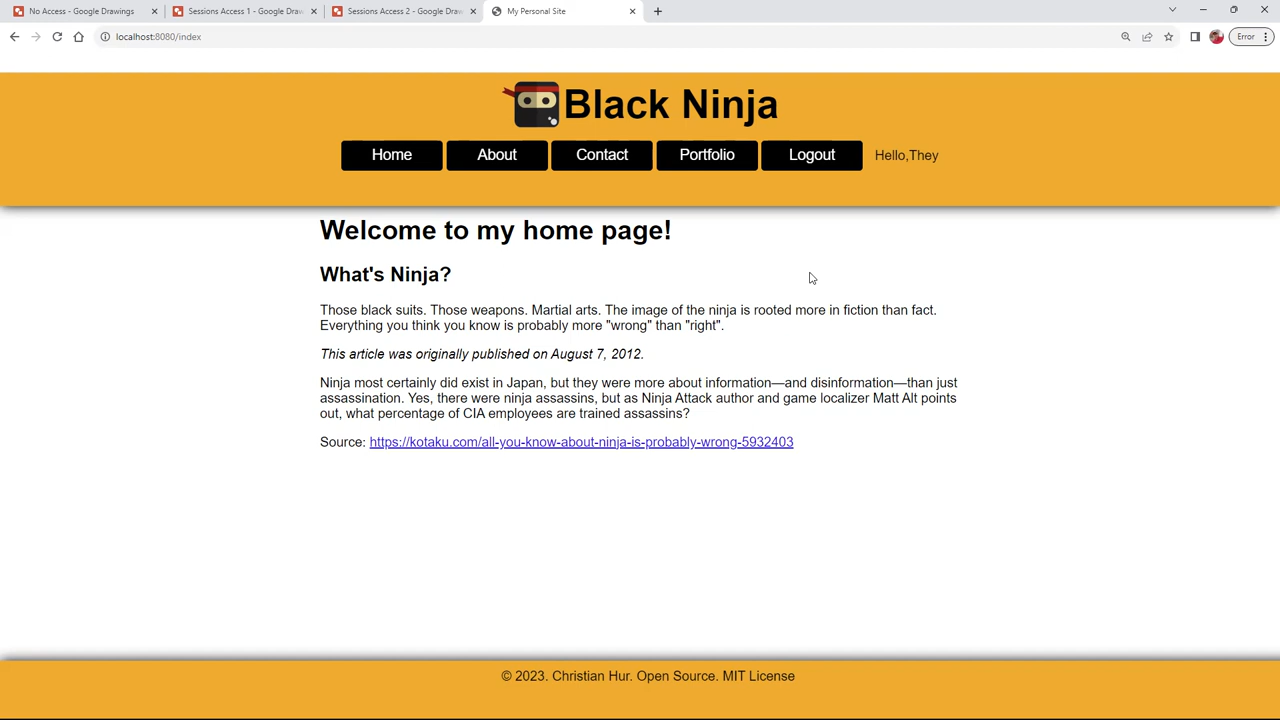 No Access - Google Drawings
Sessions Access 1 - Google Draw
Sessions Access 2 - Google Draw
My Personal Site
localhost:8080/index
Error
Black Ninja
Home
About
Contact
Portfolio
Logout
Hello,They
Welcome to my home page!
What's Ninja?
Those black suits. Those weapons. Martial arts. The image of the ninja is rooted more in fiction than fact.
Everything you think you know is probably more "wrong" than "right".
This article was originally published on August 7, 2012.
Ninja most certainly did exist in Japan, but they were more about information—and disinformation—than just
assassination. Yes, there were ninja assassins, but as Ninja Attack author and game localizer Matt Alt points
out, what percentage of CIA employees are trained assassins?
Source: https://kotaku.com/all-you-know-about-ninja-is-probably-wrong-5932403
© 2023. Christian Hur. Open Source. MIT License